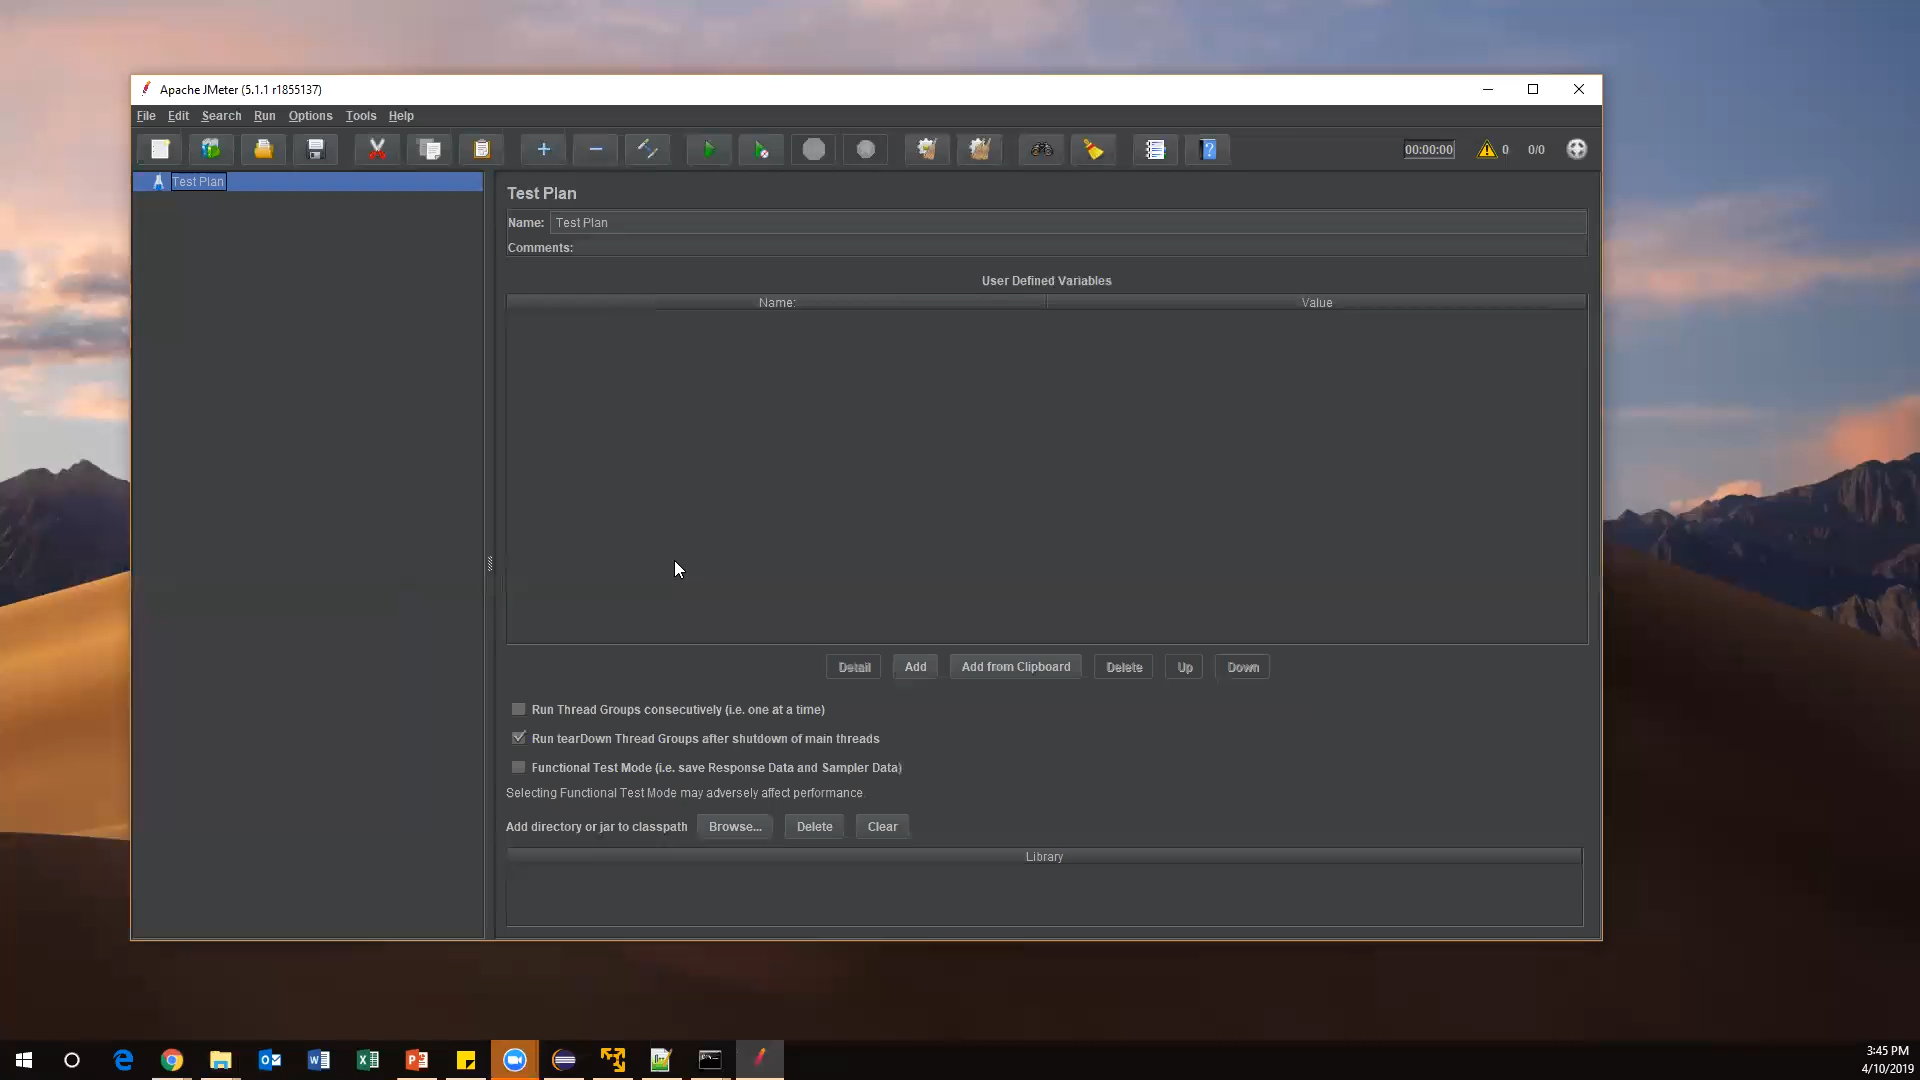 Apache JMeter (5.1.1 r1855137)
File Edit Search Run Options Tools Help
00:00:00 0 0/0
Test Plan
Test Plan
Name: Test Plan
Comments:
User Defined Variables
Name: Value
Detail Add Add from Clipboard Delete Up Down
Run Thread Groups consecutively (i.e. one at a time)
Run tearDown Thread Groups after shutdown of main threads
Functional Test Mode (i.e. save Response Data and Sampler Data)
Selecting Functional Test Mode may adversely affect performance.
Add directory or jar to classpath Browse... Delete Clear
Library
3:45 PM
4/10/2019